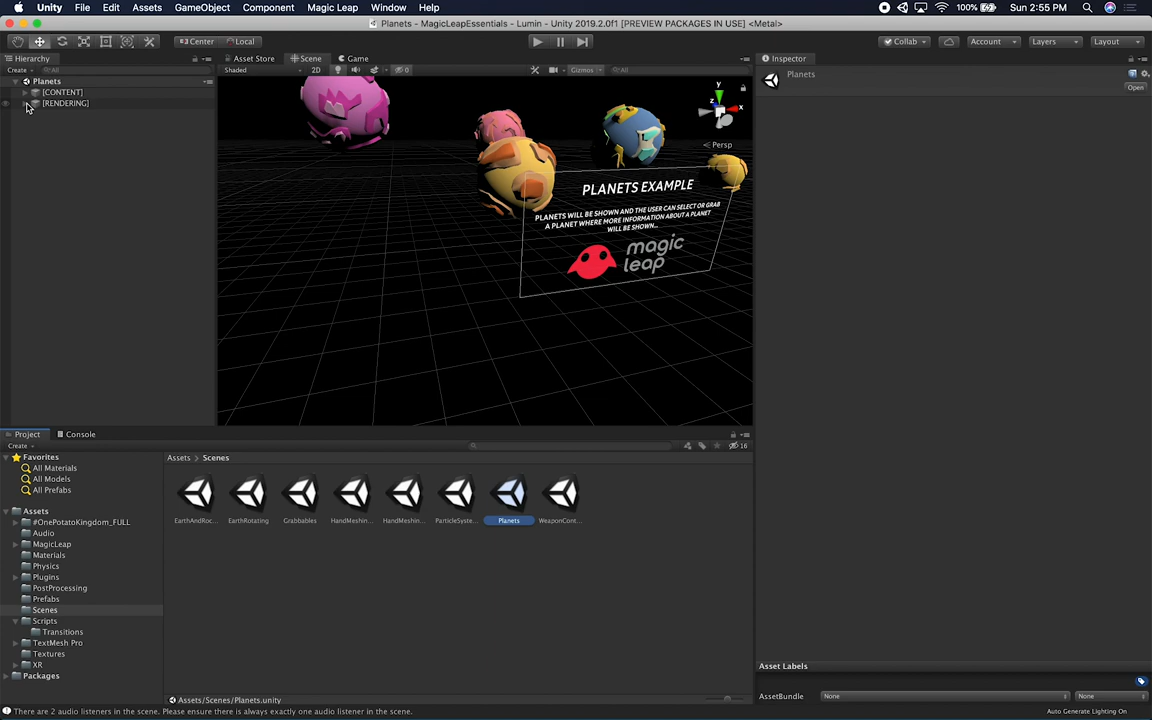 Unity File Edit Assets GameObject Component Magic Leap Window Help 100% Sun 2:55 PM
Planets - MagicLeapEssentials - Lumin - Unity 2019.2.0f1 [PREVIEW PACKAGES IN USE] <Metal>
Center Local Collab Account Layers Layout
Hierarchy Asset Store Scene Game Inspector
Create All Shaded 2D 0 Gizmos All
Planets
[CONTENT]
[RENDERING]
Planets
Open
y
z
x
Persp
PLANETS EXAMPLE
PLANETS WILL BE SHOWN AND THE USER CAN SELECT OR GRAB
A PLANET WHERE MORE INFORMATION ABOUT A PLANET
WILL BE SHOWN...
magic
leap
Project Console
Create 16
Favorites
All Materials
All Models
All Prefabs
Assets
#OnePotatoKingdom_FULL
Audio
MagicLeap
Materials
Physics
Plugins
PostProcessing
Prefabs
Scenes
Scripts
Transitions
TextMesh Pro
Textures
XR
Packages
Assets Scenes
EarthAndRoc... EarthRotating Grabbables HandMeshin... HandMeshin... ParticleSyste... Planets WeaponCont...
Asset Labels
AssetBundle None None
Assets/Scenes/Planets.unity
There are 2 audio listeners in the scene. Please ensure there is always exactly one audio listener in the scene.
Auto Generate Lighting On